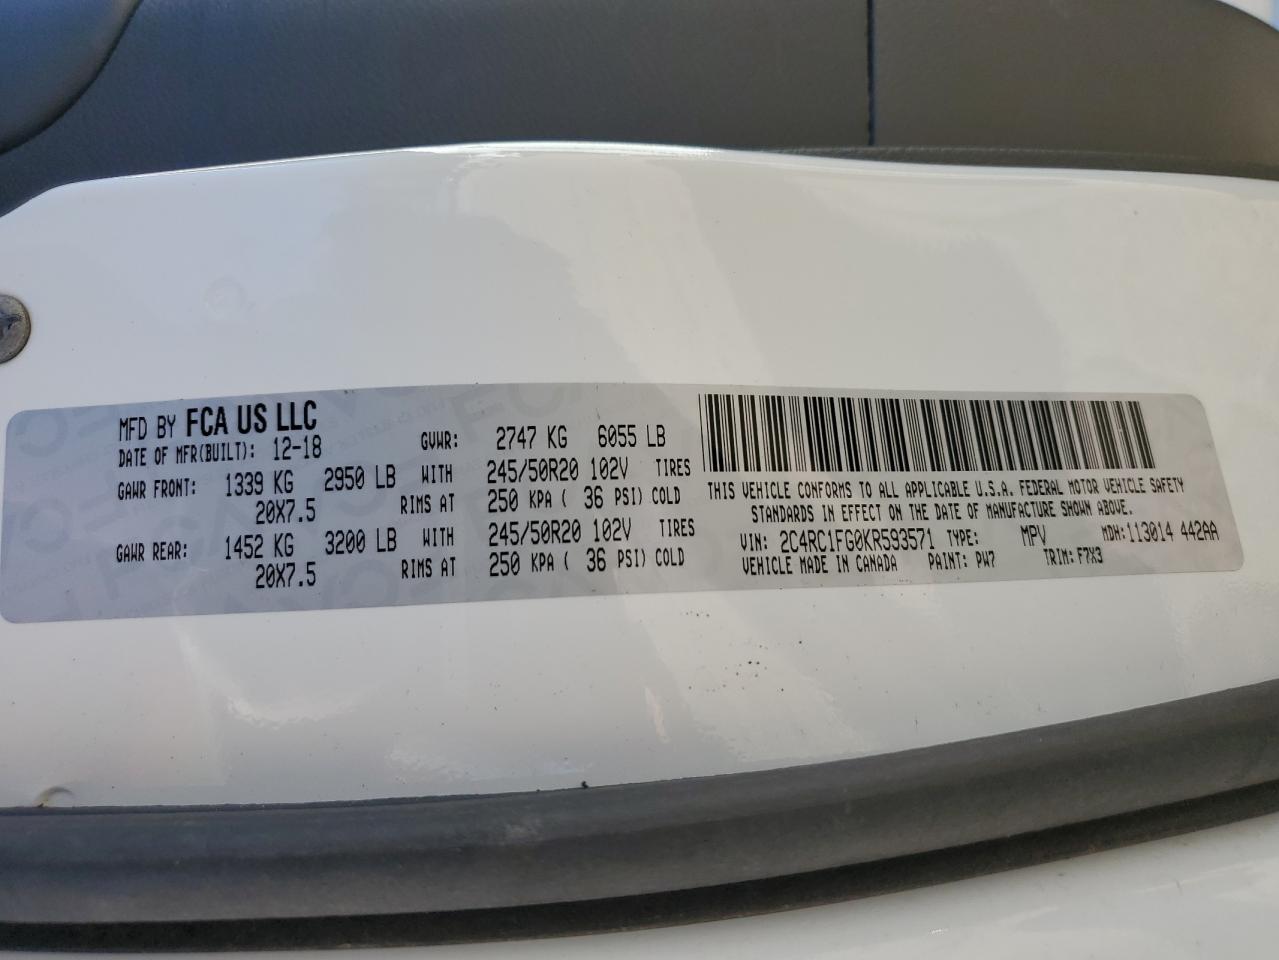 MFD BY FCA US LLC
DATE OF MFR(BUILT): 12-18 GVWR: 2747 KG 6055 LB
GAWR FRONT: 1339 KG 2950 LB WITH 245/50R20 102V TIRES
20X7.5 RIMS AT 250 KPA ( 36 PSI) COLD
GAWR REAR: 1452 KG 3200 LB WITH 245/50R20 102V TIRES
20X7.5 RIMS AT 250 KPA ( 36 PSI) COLD
THIS VEHICLE CONFORMS TO ALL APPLICABLE U.S.A. FEDERAL MOTOR VEHICLE SAFETY
STANDARDS IN EFFECT ON THE DATE OF MANUFACTURE SHOWN ABOVE.
VIN: 2C4RC1FG0KR593571 TYPE: MPV MDH: 113014 442AA
VEHICLE MADE IN CANADA PAINT: PW7 TRIM: F7X3